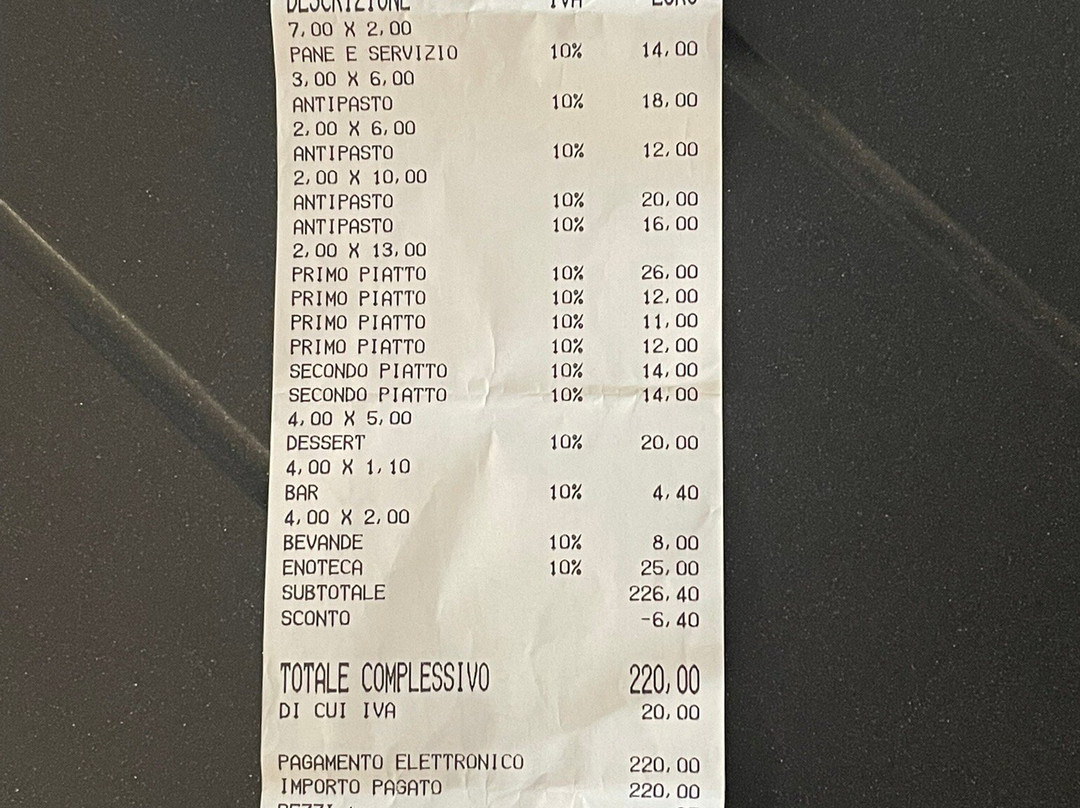 DESCRIZIONE IVA EURO
7,00 X 2,00
PANE E SERVIZIO 10% 14,00
3,00 X 6,00
ANTIPASTO 10% 18,00
2,00 X 6,00
ANTIPASTO 10% 12,00
2,00 X 10,00
ANTIPASTO 10% 20,00
ANTIPASTO 10% 16,00
2,00 X 13,00
PRIMO PIATTO 10% 26,00
PRIMO PIATTO 10% 12,00
PRIMO PIATTO 10% 11,00
PRIMO PIATTO 10% 12,00
SECONDO PIATTO 10% 14,00
SECONDO PIATTO 10% 14,00
4,00 X 5,00
DESSERT 10% 20,00
4,00 X 1,10
BAR 10% 4,40
4,00 X 2,00
BEVANDE 10% 8,00
ENOTECA 10% 25,00
SUBTOTALE 226,40
SCONTO -6,40
TOTALE COMPLESSIVO 220,00
DI CUI IVA 20,00
PAGAMENTO ELETTRONICO 220,00
IMPORTO PAGATO 220,00